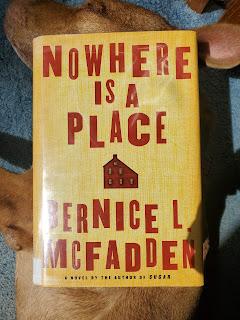 NOWHERE
IS A
PLACE
BERNICE L.
MCFADDEN
A NOVEL BY THE AUTHOR OF SUGAR